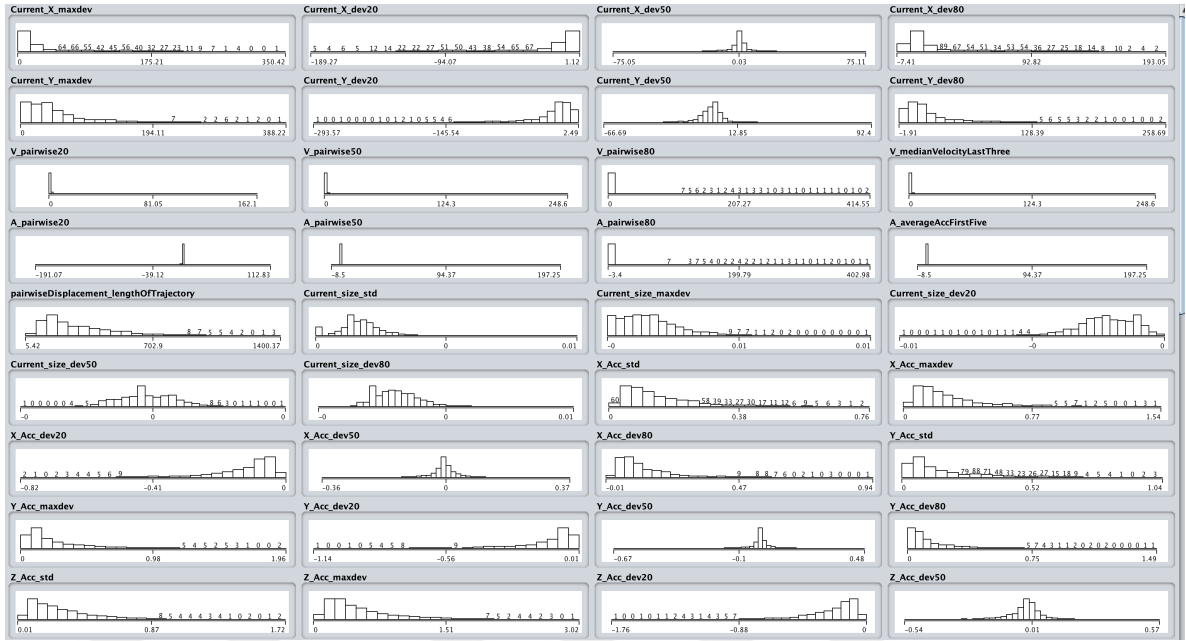 Current_X_maxdev Current_X_dev20 Current_X_dev50 Current_X_dev80
64 66 55 42 45 56 40 32 27 23 11 9 7 1 4 0 0 1 5 4 6 5 12 14 22 22 27 51 50 43 38 54 65 67 89 67 54 51 34 53 54 36 27 25 18 14 8 10 2 4 2
0 175.21 350.42 -189.27 -94.07 1.12 -75.05 0.03 75.11 -7.41 92.82 193.05
Current_Y_maxdev Current_Y_dev20 Current_Y_dev50 Current_Y_dev80
7 2 2 6 2 1 2 0 1 1 0 0 1 0 0 0 0 0 1 0 1 2 1 0 5 5 4 6 5 6 5 5 3 2 2 1 0 0 1 0 0 2
0 194.11 388.22 -293.57 -145.54 2.49 -66.69 12.85 92.4 -1.91 128.39 258.69
V_pairwise20 V_pairwise50 V_pairwise80 V_medianVelocityLastThree
7 5 6 2 3 1 2 4 3 1 3 3 1 0 3 1 1 0 1 1 1 1 1 0 1 0 2
0 81.05 162.1 0 124.3 248.6 0 207.27 414.55 0 124.3 248.6
A_pairwise20 A_pairwise50 A_pairwise80 A_averageAccFirstFive
7 3 7 5 4 0 2 2 4 2 2 1 2 1 1 3 1 1 0 1 1 2 0 1 0 1 1
-191.07 -39.12 112.83 -8.5 94.37 197.25 -3.4 199.79 402.98 -8.5 94.37 197.25
pairwiseDisplacement_lengthOfTrajectory Current_size_std Current_size_maxdev Current_size_dev20
8 7 5 5 4 2 0 1 3 9 7 7 1 1 2 0 2 0 0 0 0 0 0 0 0 0 1 1 0 0 0 1 1 0 1 0 0 1 0 1 1 1 4 4
5.42 702.9 1400.37 0 0 0.01 -0 0.01 0.01 -0.01 -0 0
Current_size_dev50 Current_size_dev80 X_Acc_std X_Acc_maxdev
1 0 0 0 0 0 4 5 8 6 3 0 1 1 1 0 0 1 60 58 39 33 27 30 17 11 12 6 9 5 6 3 1 2 5 5 7 1 2 5 0 0 1 3 1
-0 0 0 -0 0 0.01 0 0.38 0.76 0 0.77 1.54
X_Acc_dev20 X_Acc_dev50 X_Acc_dev80 Y_Acc_std
2 1 0 2 3 4 4 5 6 9 9 8 8 7 6 0 2 1 0 3 0 0 0 1 79 88 71 48 33 23 26 27 15 18 9 4 5 4 1 0 2 3
-0.82 -0.41 0 -0.36 0 0.37 -0.01 0.47 0.94 0 0.52 1.04
Y_Acc_maxdev Y_Acc_dev20 Y_Acc_dev50 Y_Acc_dev80
5 4 5 2 5 3 1 0 0 2 1 0 0 1 0 5 4 5 8 9 5 7 4 3 1 1 2 0 2 0 2 0 0 0 0 1 1
0 0.98 1.96 -1.14 -0.56 0.01 -0.67 -0.1 0.48 0 0.75 1.49
Z_Acc_std Z_Acc_maxdev Z_Acc_dev20 Z_Acc_dev50
8 5 4 4 4 3 4 1 0 2 0 1 2 7 5 2 4 4 2 3 0 1 1 0 0 1 0 1 1 2 4 3 1 4 3 5 7
0.01 0.87 1.72 0 1.51 3.02 -1.76 -0.88 0 -0.54 0.01 0.57